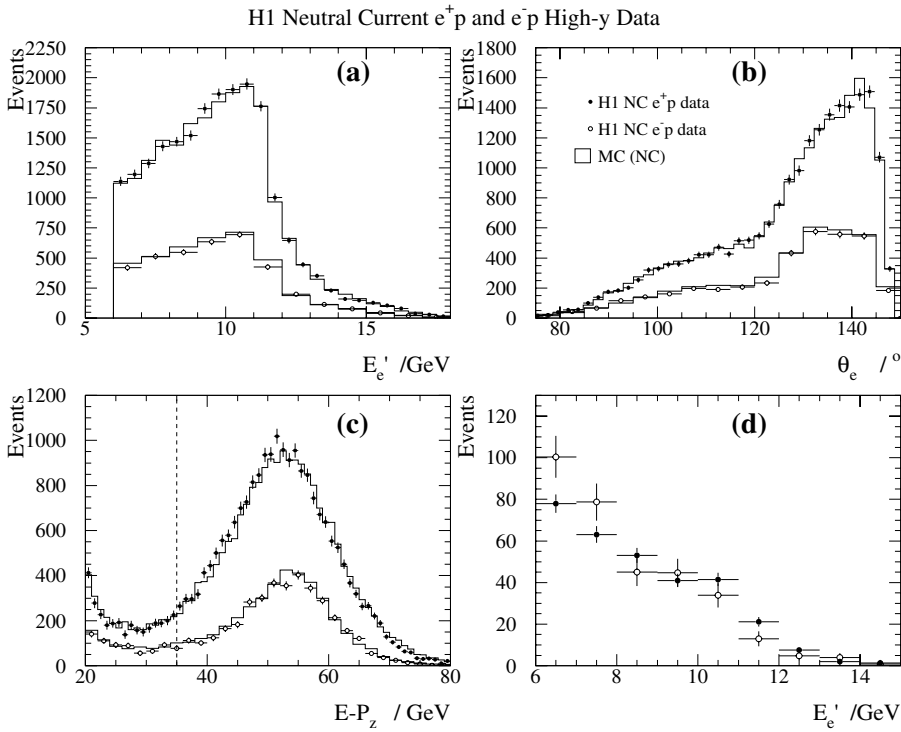 H1 Neutral Current e⁺p and e⁻p High-y Data
Events
(a)
2250
2000
1750
1500
1250
1000
750
500
250
0
5 10 15
E_e' /GeV
Events
(b)
1800
1600
1400
1200
1000
800
600
400
200
0
H1 NC e⁺p data
H1 NC e⁻p data
MC (NC)
80 100 120 140
θ_e / °
Events
(c)
1200
1000
800
600
400
200
0
20 40 60 80
E-P_z / GeV
Events
(d)
120
100
80
60
40
20
0
6 8 10 12 14
E_e' /GeV